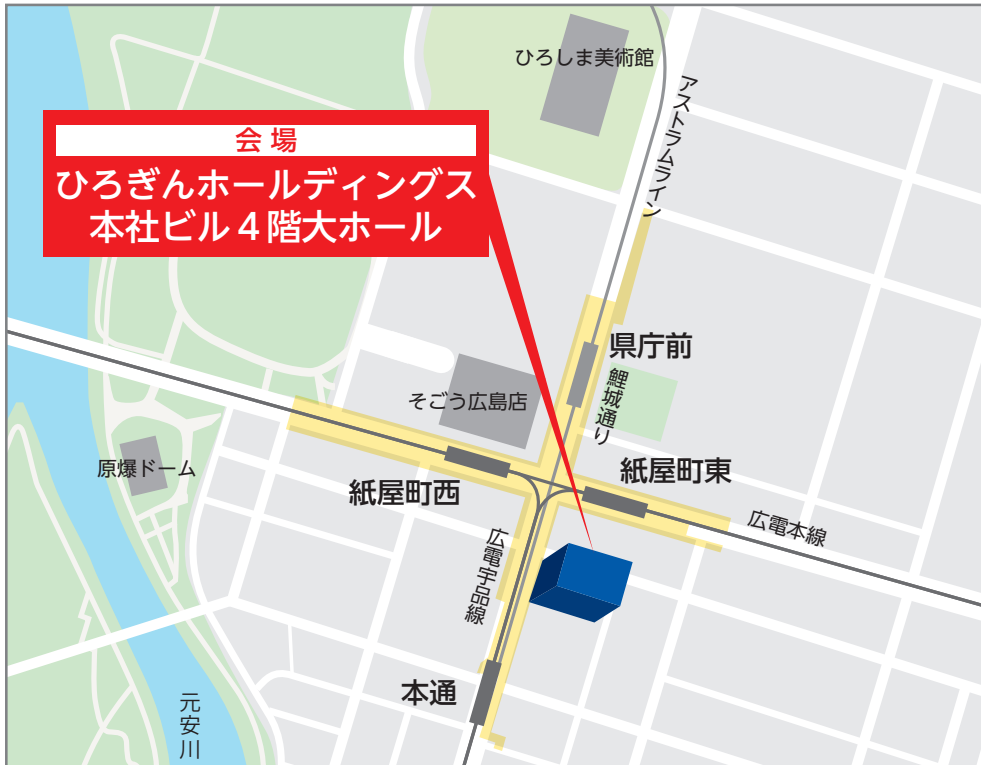 ひろしま美術館
アストラムライン
会場
ひろぎんホールディングス
本社ビル4階大ホール
県庁前
鯉城通り
そごう広島店
原爆ドーム
紙屋町西
紙屋町東
広電本線
広電宇品線
本通
元安川